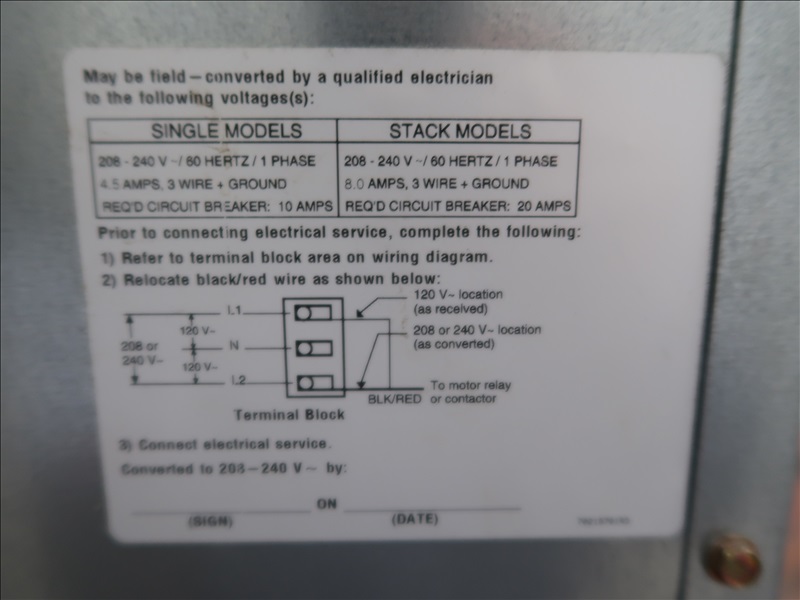 May be field – converted by a qualified electrician
to the following voltages(s):
SINGLE MODELS
STACK MODELS
208 - 240 V ~/ 60 HERTZ / 1 PHASE
208 - 240 V ~/ 60 HERTZ / 1 PHASE
4.5 AMPS, 3 WIRE + GROUND
8.0 AMPS, 3 WIRE + GROUND
REQ'D CIRCUIT BREAKER: 10 AMPS
REQ'D CIRCUIT BREAKER: 20 AMPS
Prior to connecting electrical service, complete the following:
1) Refer to terminal block area on wiring diagram.
2) Relocate black/red wire as shown below:
L1
120 V~ location
(as received)
120 V~
208 or
240 V~
N
208 or 240 V~ location
(as converted)
120 V~
L2
To motor relay
or contactor
BLK/RED
Terminal Block
3) Connect electrical service.
Converted to 208 – 240 V ~ by:
ON
(SIGN)
(DATE)